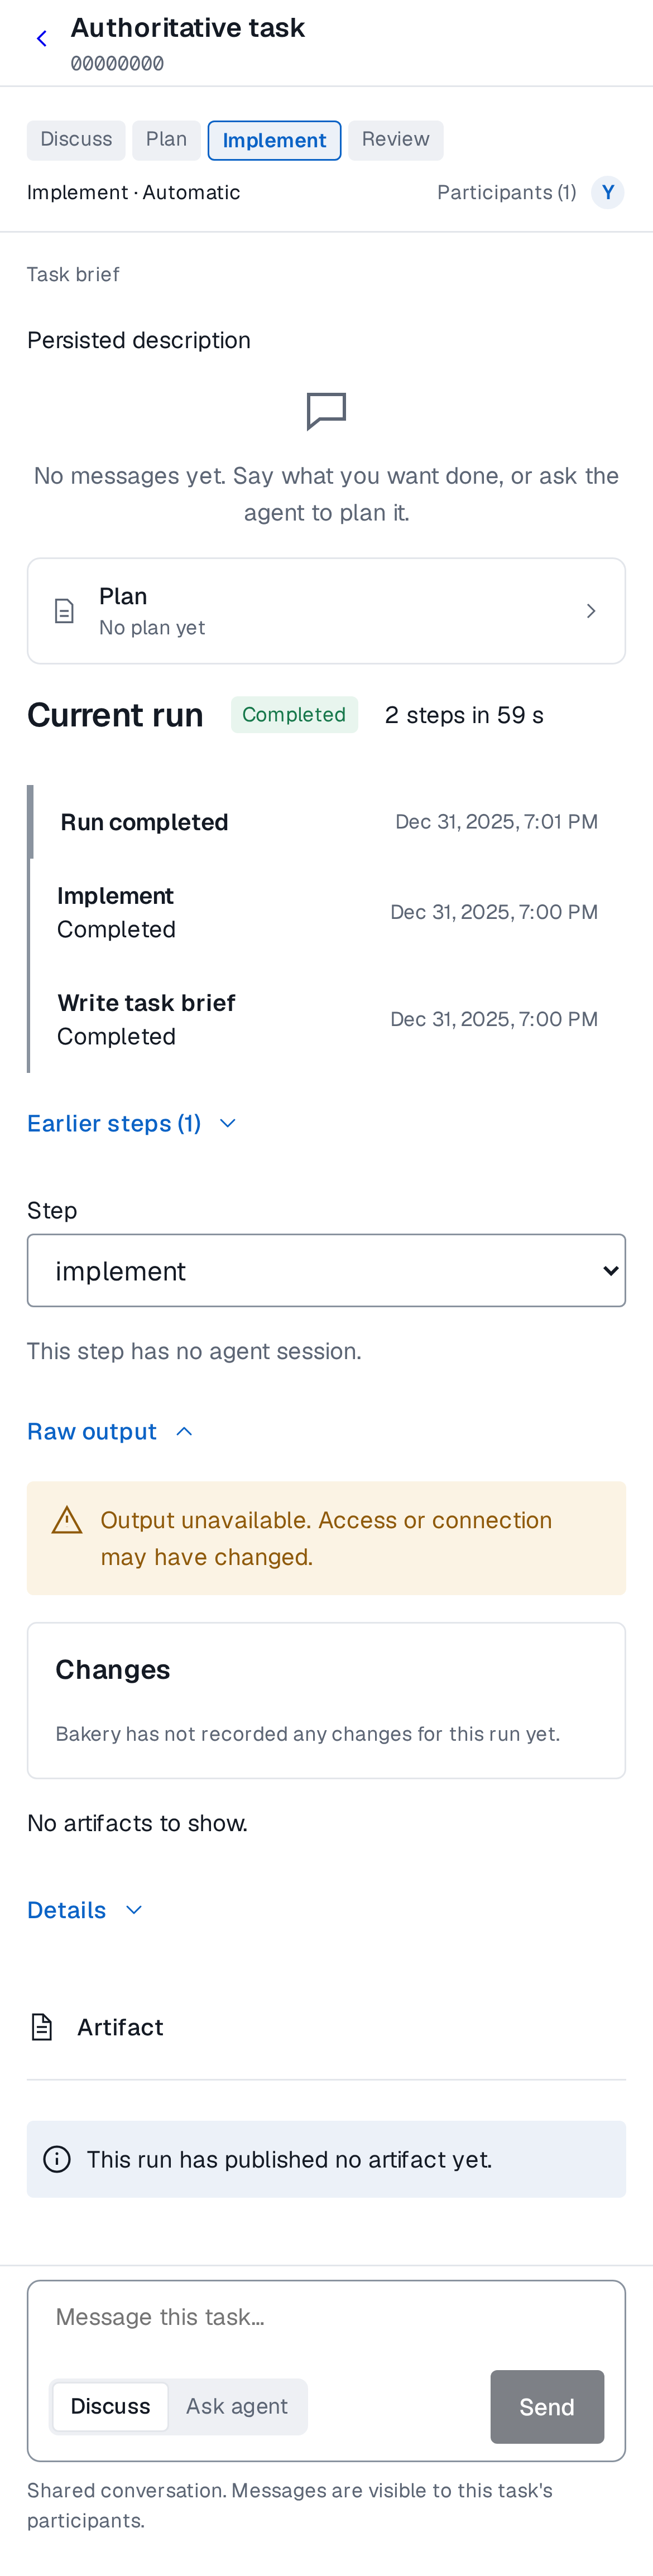 Authoritative task
00000000
Discuss
Plan
Implement
Review
Implement · Automatic
Participants (1)
Y
Task brief
Persisted description
No messages yet. Say what you want done, or ask the
agent to plan it.
Plan
No plan yet
Current run
Completed
2 steps in 59 s
Run completed
Dec 31, 2025, 7:01 PM
Implement
Completed
Dec 31, 2025, 7:00 PM
Write task brief
Completed
Dec 31, 2025, 7:00 PM
Earlier steps (1)
Step
implement
This step has no agent session.
Raw output
Output unavailable. Access or connection
may have changed.
Changes
Bakery has not recorded any changes for this run yet.
No artifacts to show.
Details
Artifact
This run has published no artifact yet.
Message this task...
Discuss
Ask agent
Send
Shared conversation. Messages are visible to this task's
participants.